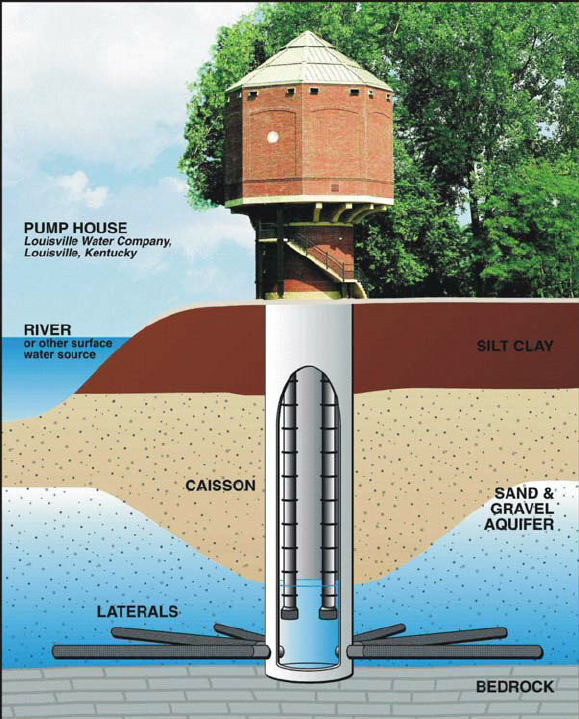 PUMP HOUSE
Louisville Water Company,
Louisville, Kentucky
RIVER
or other surface
water source
SILT CLAY
CAISSON
SAND &
GRAVEL
AQUIFER
LATERALS
BEDROCK